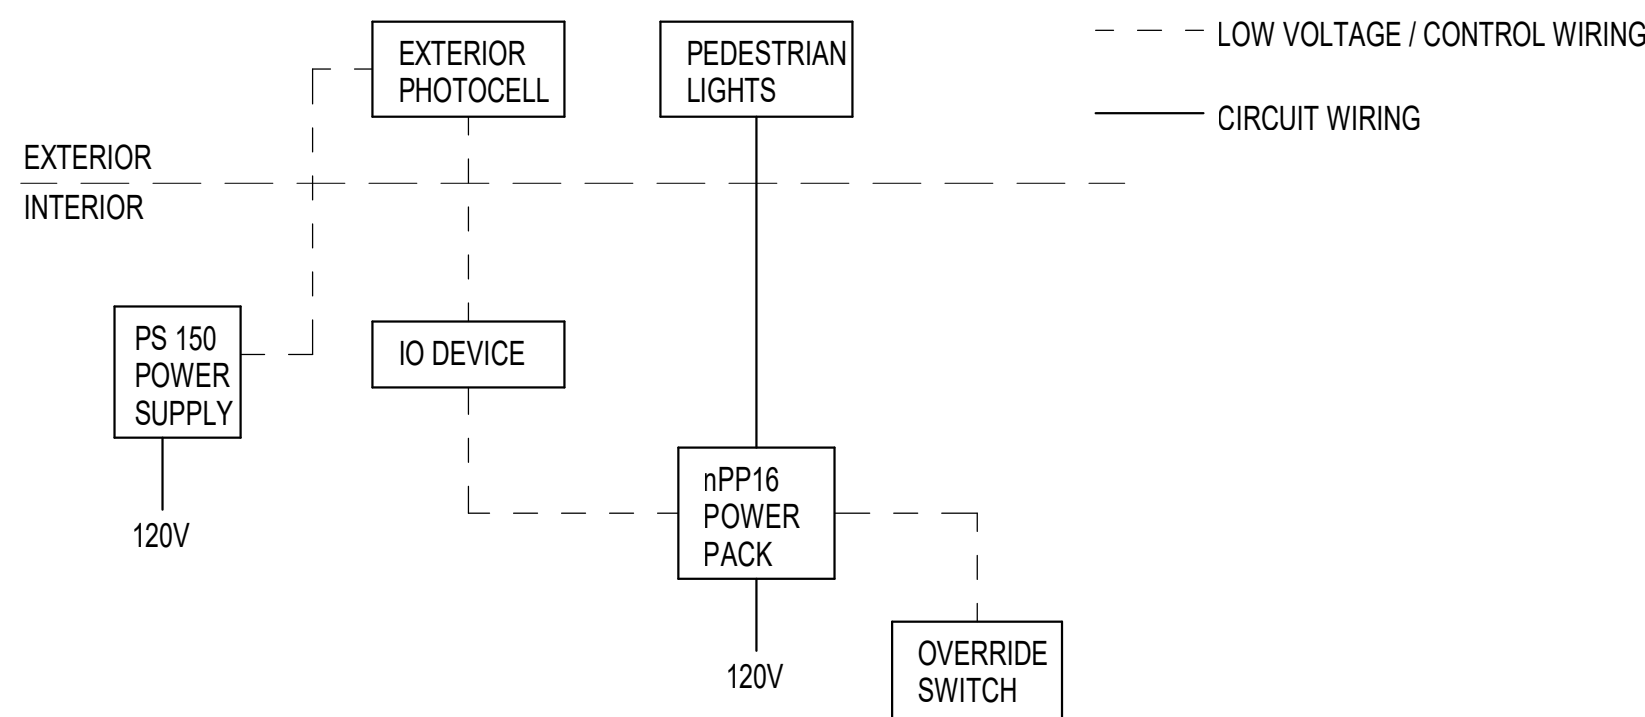 EXTERIOR
PHOTOCELL
PEDESTRIAN
LIGHTS
LOW VOLTAGE / CONTROL WIRING
CIRCUIT WIRING
EXTERIOR
INTERIOR
PS 150
POWER
SUPPLY
120V
IO DEVICE
nPP16
POWER
PACK
120V
OVERRIDE
SWITCH